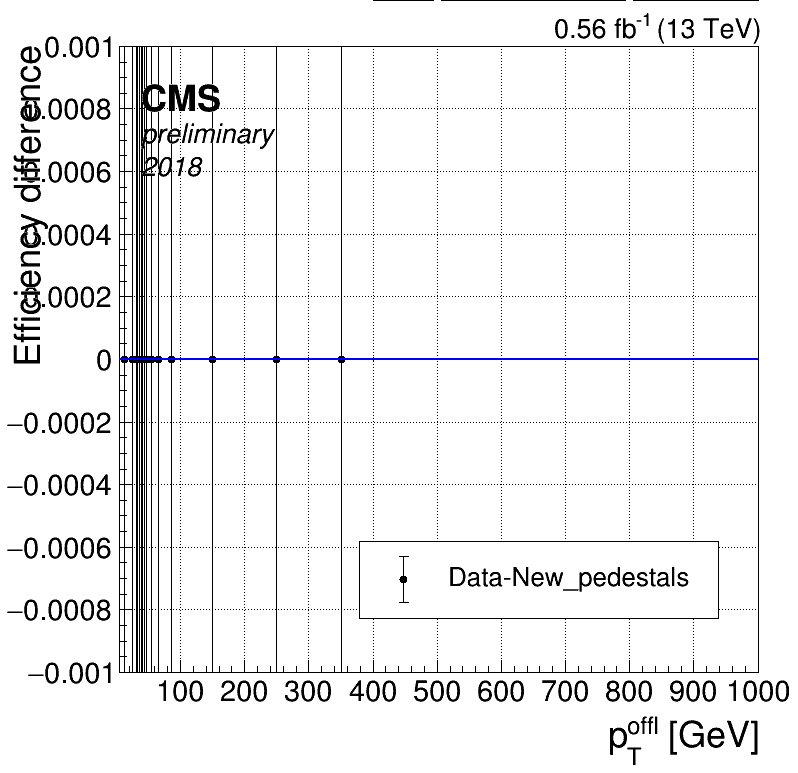 0.56 fb-1 (13 TeV)
Efficiency difference
0.001
0.0008
0.0006
0.0004
0.0002
0
−0.0002
−0.0004
−0.0006
−0.0008
−0.001
CMS
preliminary
2018
Data-New_pedestals
100 200 300 400 500 600 700 800 900 1000
pToffl [GeV]